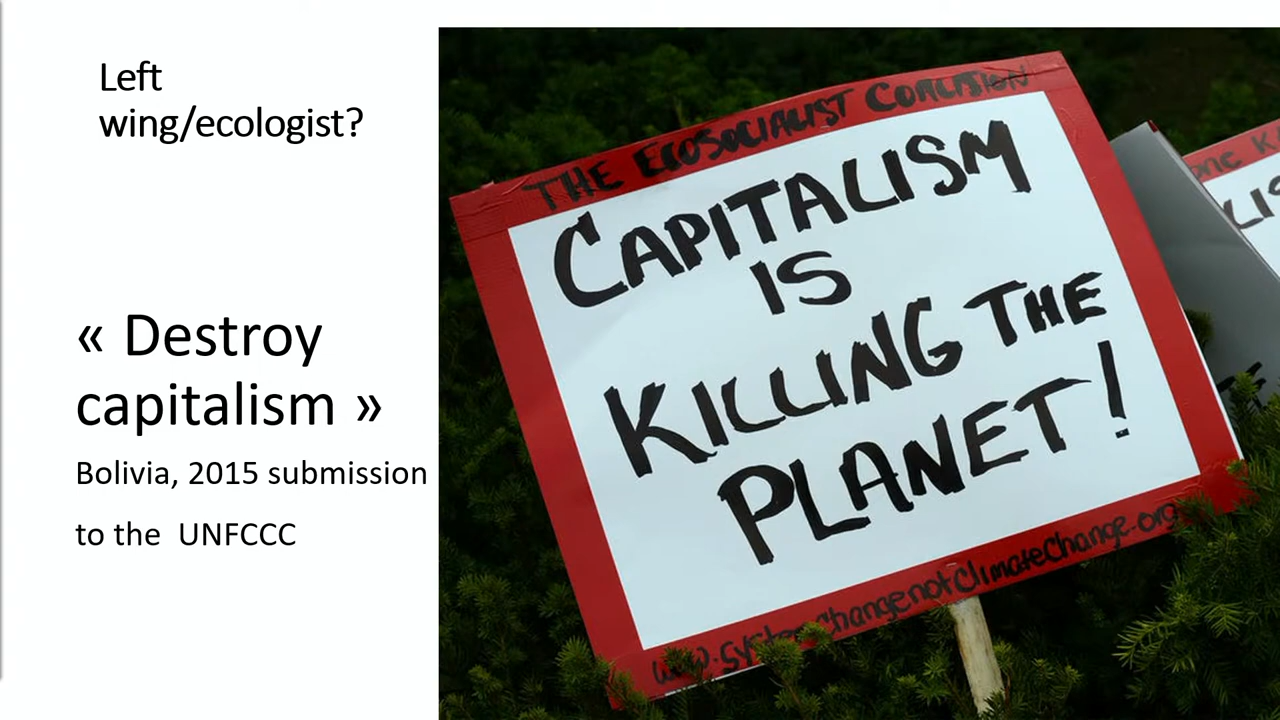 Left
wing/ecologist?
« Destroy
capitalism »
Bolivia, 2015 submission
to the UNFCCC
THE ECOSOCIALIST COALITION
CAPITALISM
IS
KILLING THE
PLANET!
www.systemchangenotclimatechange.org